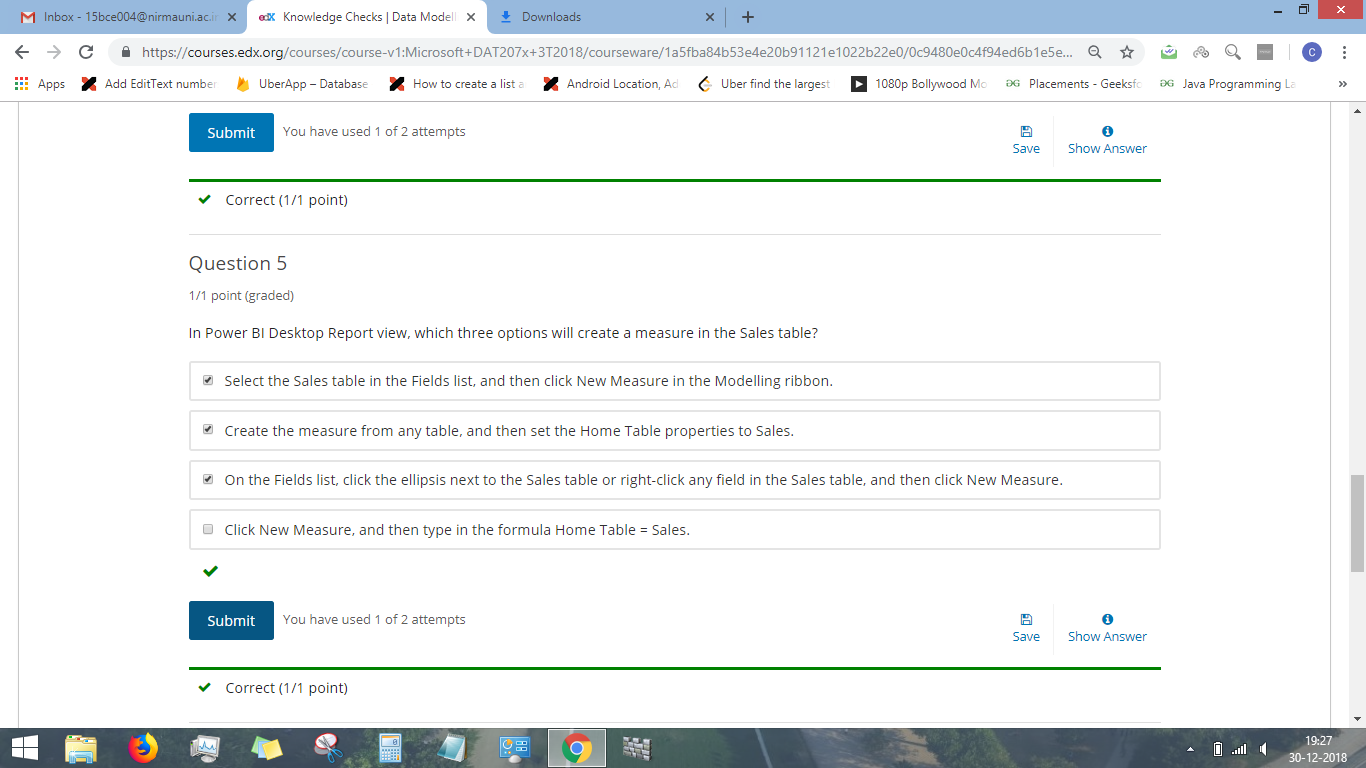 Inbox - 15bce004@nirmauni.ac.in
edX Knowledge Checks | Data Modell
Downloads
https://courses.edx.org/courses/course-v1:Microsoft+DAT207x+3T2018/courseware/1a5fba84b53e4e20b91121e1022b22e0/0c9480e0c4f94ed6b1e5e...
C
Apps
Add EditText number
UberApp – Database
How to create a list a
Android Location, Ad
Uber find the largest
1080p Bollywood Mo
Placements - Geeksfo
Java Programming La
»
Submit
You have used 1 of 2 attempts
Save
Show Answer
Correct (1/1 point)
Question 5
1/1 point (graded)
In Power BI Desktop Report view, which three options will create a measure in the Sales table?
Select the Sales table in the Fields list, and then click New Measure in the Modelling ribbon.
Create the measure from any table, and then set the Home Table properties to Sales.
On the Fields list, click the ellipsis next to the Sales table or right-click any field in the Sales table, and then click New Measure.
Click New Measure, and then type in the formula Home Table = Sales.
Submit
You have used 1 of 2 attempts
Save
Show Answer
Correct (1/1 point)
19:27
30-12-2018